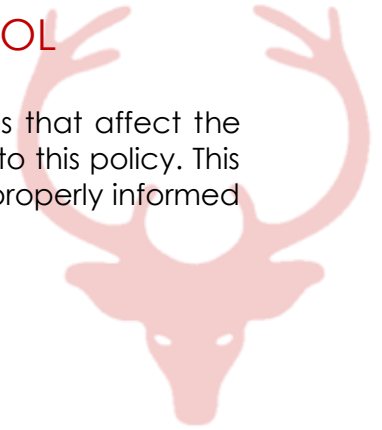 OL
s that affect the
to this policy. This
properly informed